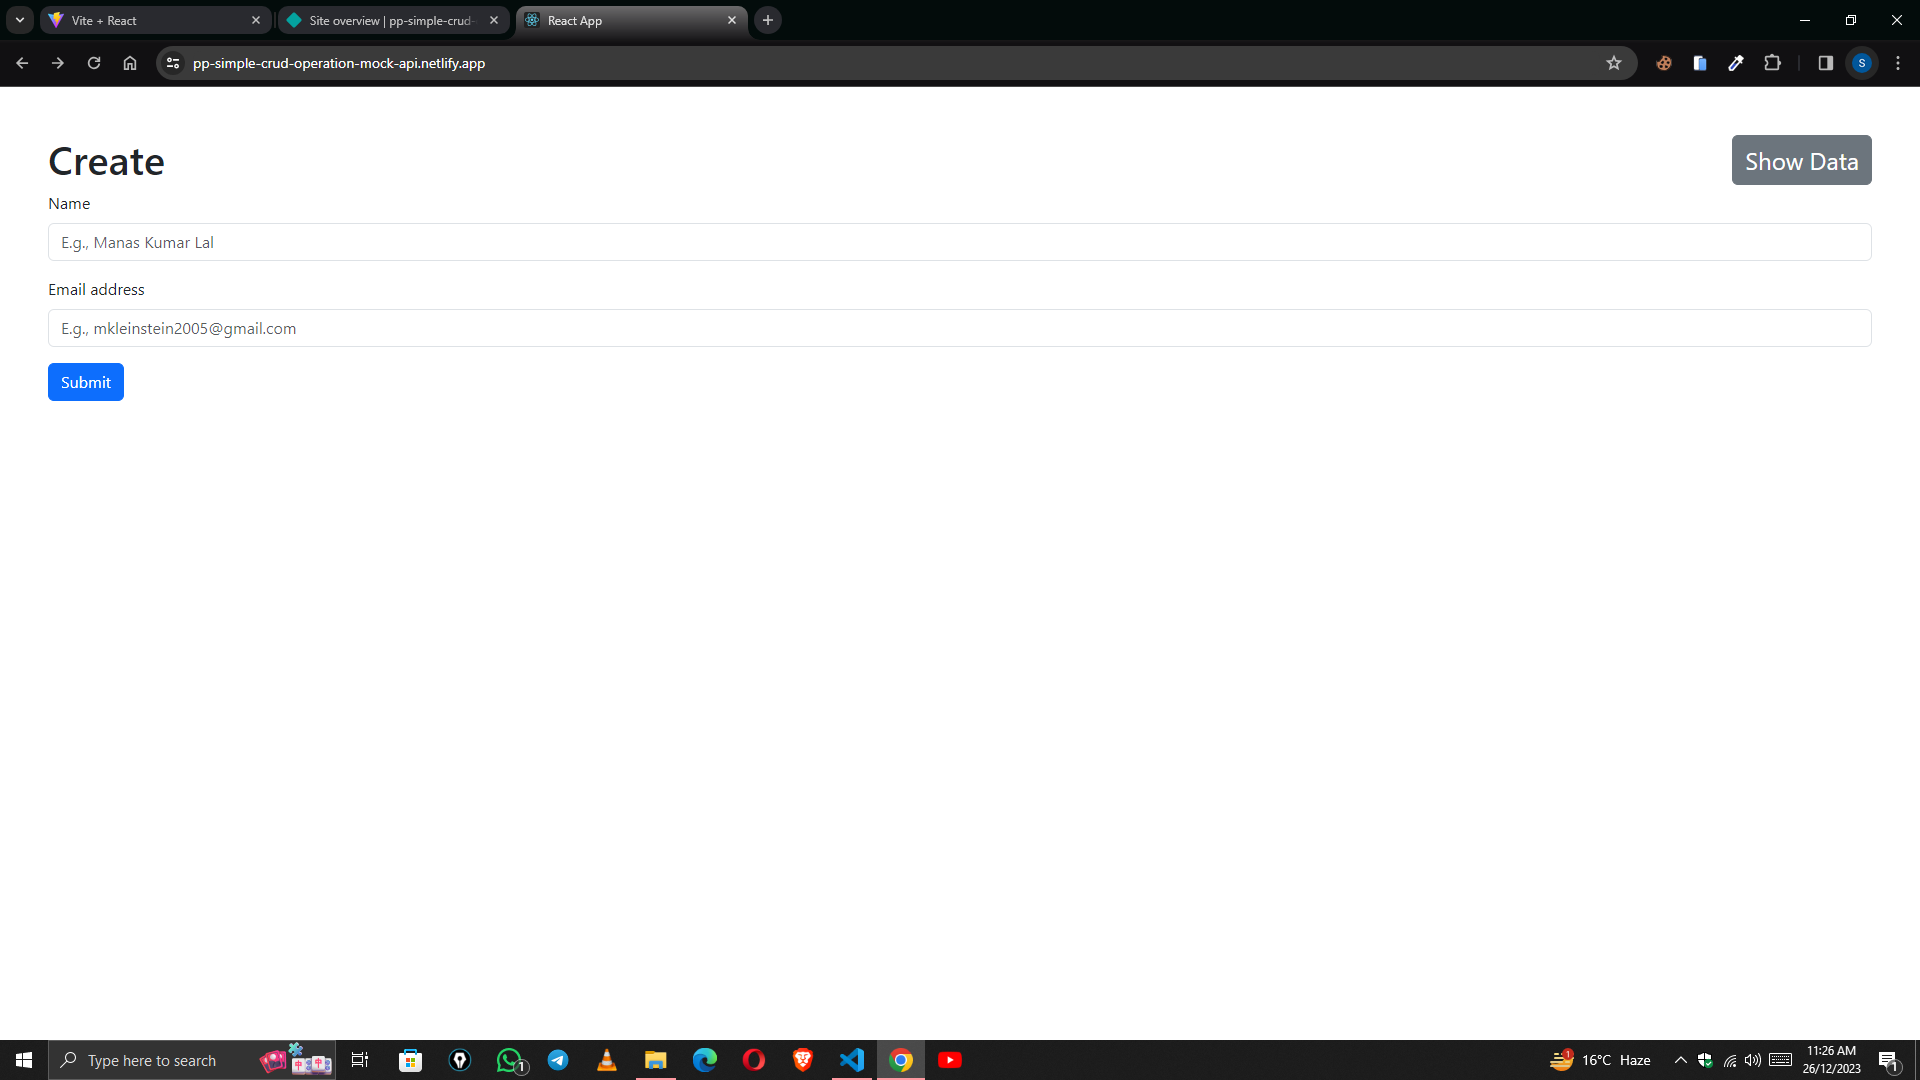 Vite + React
Site overview | pp-simple-crud-
React App
pp-simple-crud-operation-mock-api.netlify.app
S
Create
Show Data
Name
E.g., Manas Kumar Lal
Email address
E.g., mkleinstein2005@gmail.com
Submit
Type here to search
1
1
16°C Haze
11:26 AM
26/12/2023
1